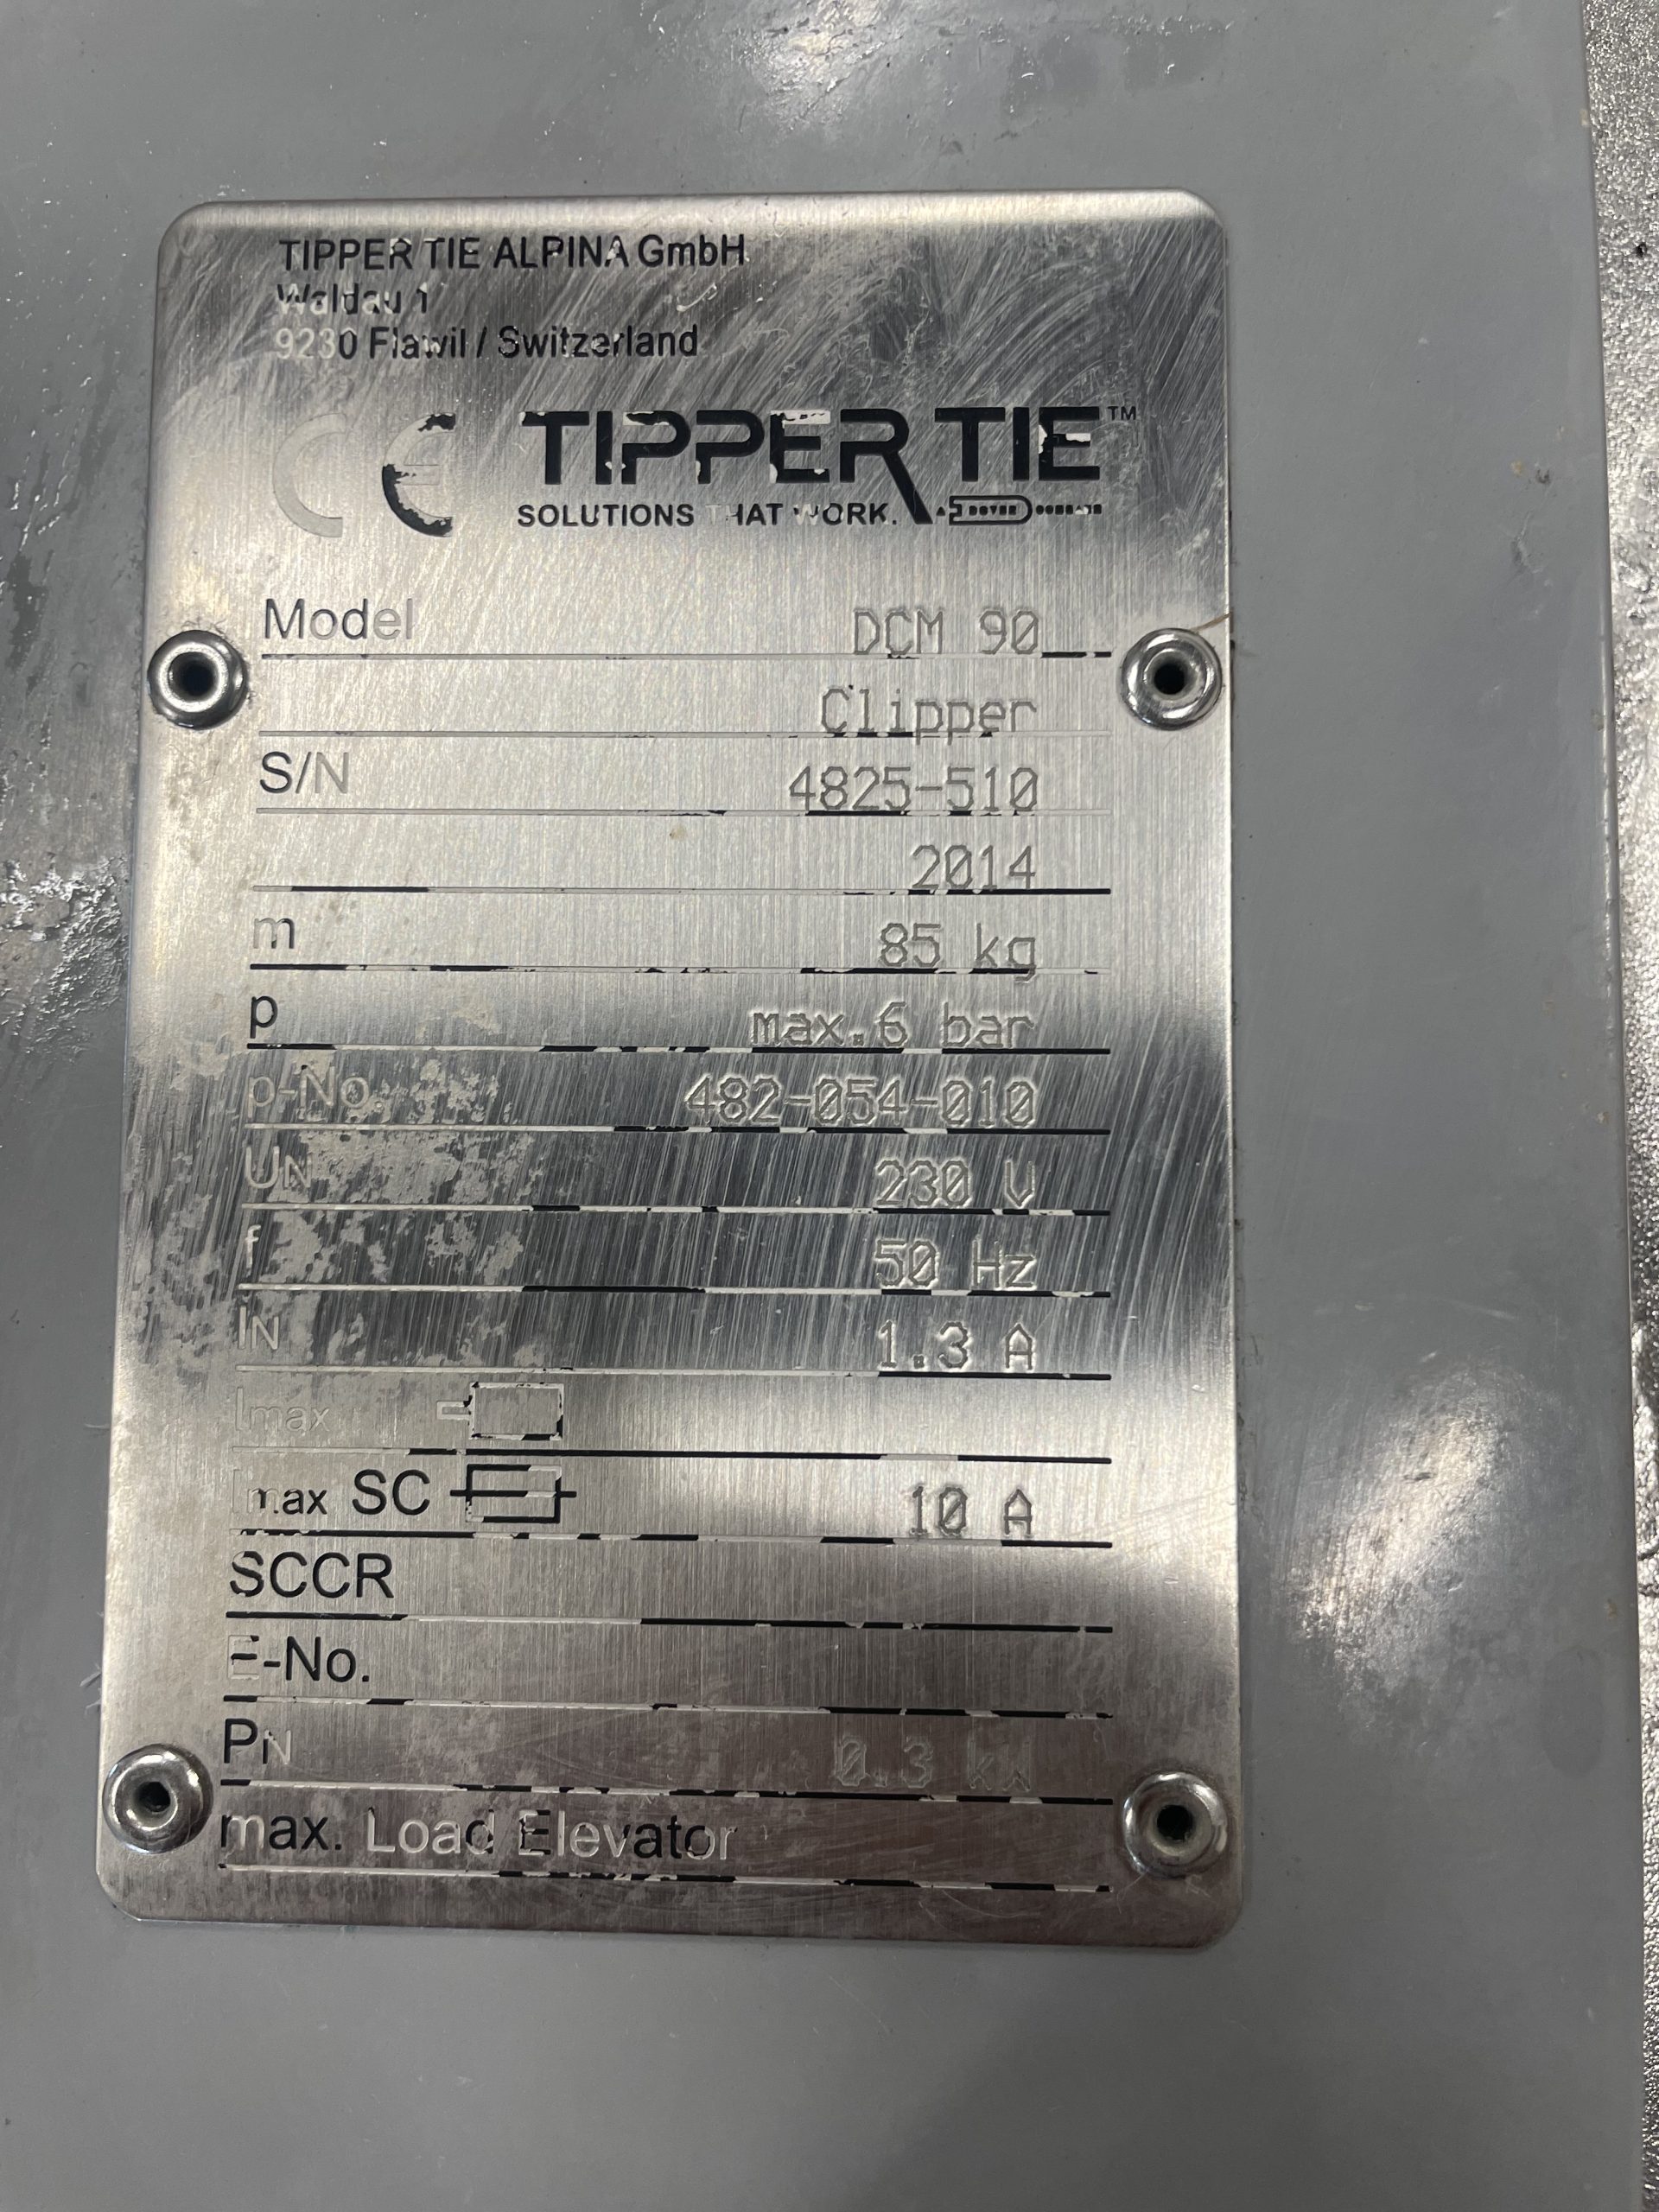 TIPPER TIE ALPINA GmbH
Waldau 1
9230 Flawil / Switzerland
CE TIPPER TIE™
SOLUTIONS THAT WORK. A DOVER COMPANY
Model DCM 90
Clipper
S/N 4825-510
2014
m 85 kg
p max.6 bar
p-No. 482-054-010
UN 230 V
f 50 Hz
IN 1.3 A
Imax
Imax SC 10 A
SCCR
E-No.
PN 0.3 kW
max. Load Elevator